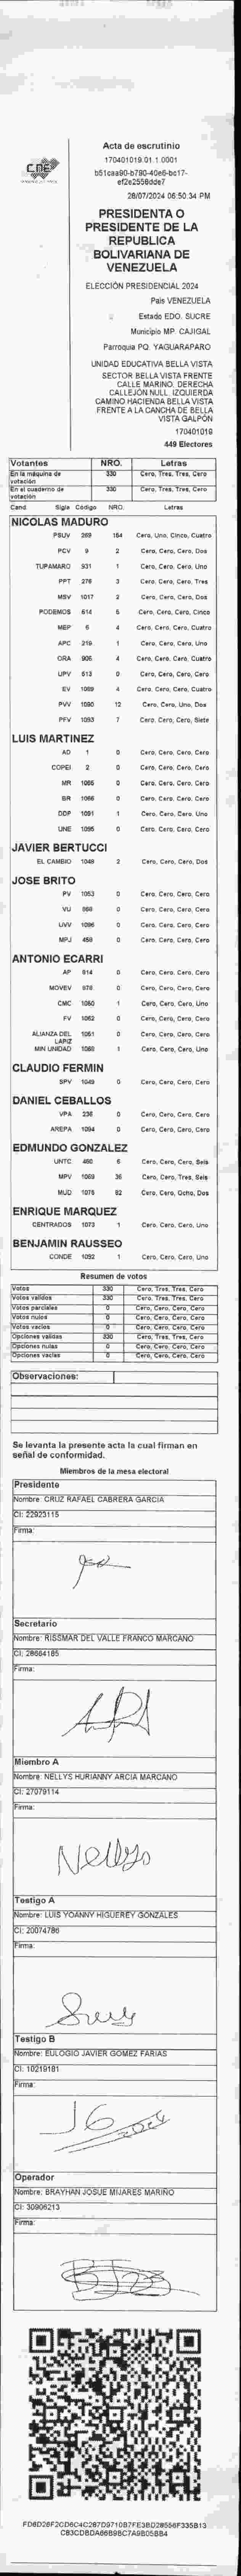 CDE
Acta de escrutinio
170401019.01.1.0001
b51caa90-b790-40e6-bc17-
ef2e2559dde7
28/07/2024 06:50:34 PM
PRESIDENTA O
PRESIDENTE DE LA
REPUBLICA
BOLIVARIANA DE
VENEZUELA
ELECCIÓN PRESIDENCIAL 2024
Pais VENEZUELA
Estado EDO. SUCRE
Municipio MP. CAJIGAL
Parroquia PQ. YAGUARAPARO
UNIDAD EDUCATIVA BELLA VISTA
SECTOR BELLA VISTA FRENTE
CALLE MARINO. DERECHA
CALLEJÓN NULL. IZQUIERDA
CAMINO HACIENDA BELLA VISTA
FRENTE A LA CANCHA DE BELLA
VISTA GALPÓN
170401019
449 Electores
Votantes NRO. Letras
En la máquina de votación 330 Cero, Tres, Tres, Cero
En el cuaderno de votación 330 Cero, Tres, Tres, Cero
Cand Sigla Codigo NRO. Letras
NICOLAS MADURO
PSUV 269 154 Cero, Uno, Cinco, Cuatro
PCV 9 2 Cero, Cero, Cero, Dos
TUPAMARO 931 1 Cero, Cero, Cero, Uno
PPT 276 3 Cero, Cero, Cero, Tres
MSV 1017 2 Cero, Cero, Cero, Dos
PODEMOS 614 5 Cero, Cero, Cero, Cinco
MEP 6 4 Cero, Cero, Cero, Cuatro
APC 219 1 Cero, Cero, Cero, Uno
ORA 906 4 Cero, Cero, Cero, Cuatro
UPV 613 0 Cero, Cero, Cero, Cero
EV 1089 4 Cero, Cero, Cero, Cuatro
PVV 1090 12 Cero, Cero, Uno, Dos
PFV 1093 7 Cero, Cero, Cero, Siete
LUIS MARTINEZ
AD 1 0 Cero, Cero, Cero, Cero
COPEI 2 0 Cero, Cero, Cero, Cero
MR 1065 0 Cero, Cero, Cero, Cero
BR 1066 0 Cero, Cero, Cero, Cero
DDP 1091 1 Cero, Cero, Cero, Uno
UNE 1095 0 Cero, Cero, Cero, Cero
JAVIER BERTUCCI
EL CAMBIO 1048 2 Cero, Cero, Cero, Dos
JOSE BRITO
PV 1053 0 Cero, Cero, Cero, Cero
VU 868 0 Cero, Cero, Cero, Cero
UVV 1096 0 Cero, Cero, Cero, Cero
MPJ 459 0 Cero, Cero, Cero, Cero
ANTONIO ECARRI
AP 914 0 Cero, Cero, Cero, Cero
MOVEV 978 0 Cero, Cero, Cero, Cero
CMC 1050 1 Cero, Cero, Cero, Uno
FV 1062 0 Cero, Cero, Cero, Cero
ALIANZA DEL LAPIZ 1051 0 Cero, Cero, Cero, Cero
MIN UNIDAD 1068 1 Cero, Cero, Cero, Uno
CLAUDIO FERMIN
SPV 1049 0 Cero, Cero, Cero, Cero
DANIEL CEBALLOS
VPA 236 0 Cero, Cero, Cero, Cero
AREPA 1094 0 Cero, Cero, Cero, Cero
EDMUNDO GONZALEZ
UNTC 460 6 Cero, Cero, Cero, Seis
MPV 1069 36 Cero, Cero, Tres, Seis
MUD 1075 82 Cero, Cero, Ocho, Dos
ENRIQUE MARQUEZ
CENTRADOS 1073 1 Cero, Cero, Cero, Uno
BENJAMIN RAUSSEO
CONDE 1092 1 Cero, Cero, Cero, Uno
Resumen de votos
Votos 330 Cero, Tres, Tres, Cero
Votos validos 330 Cero, Tres, Tres, Cero
Votos parciales 0 Cero, Cero, Cero, Cero
Votos nulos 0 Cero, Cero, Cero, Cero
Votos vacios 0 Cero, Cero, Cero, Cero
Opciones validas 330 Cero, Tres, Tres, Cero
Opciones nulas 0 Cero, Cero, Cero, Cero
Opciones vacias 0 Cero, Cero, Cero, Cero
Observaciones:
Se levanta la presente acta la cual firman en
señal de conformidad.
Miembros de la mesa electoral
Presidente
Nombre: CRUZ RAFAEL CABRERA GARCIA
CI: 22923115
Firma:
Secretario
Nombre: RISSMAR DEL VALLE FRANCO MARCANO
CI: 28664185
Firma:
Miembro A
Nombre: NELLYS HURIANNY ARCIA MARCANO
CI: 27079114
Firma:
Nellys
Testigo A
Nombre: LUIS YOANNY HIGUEREY GONZALES
CI: 20074786
Firma:
Testigo B
Nombre: EULOGIO JAVIER GOMEZ FARIAS
CI: 10219181
Firma:
Operador
Nombre: BRAYHAN JOSUE MIJARES MARIÑO
CI: 30906213
Firma:
FD8D26F2CD6C4C287D9710B7FE3BD28556F335B13
C83CDBDA66B98C7A9B05BB4